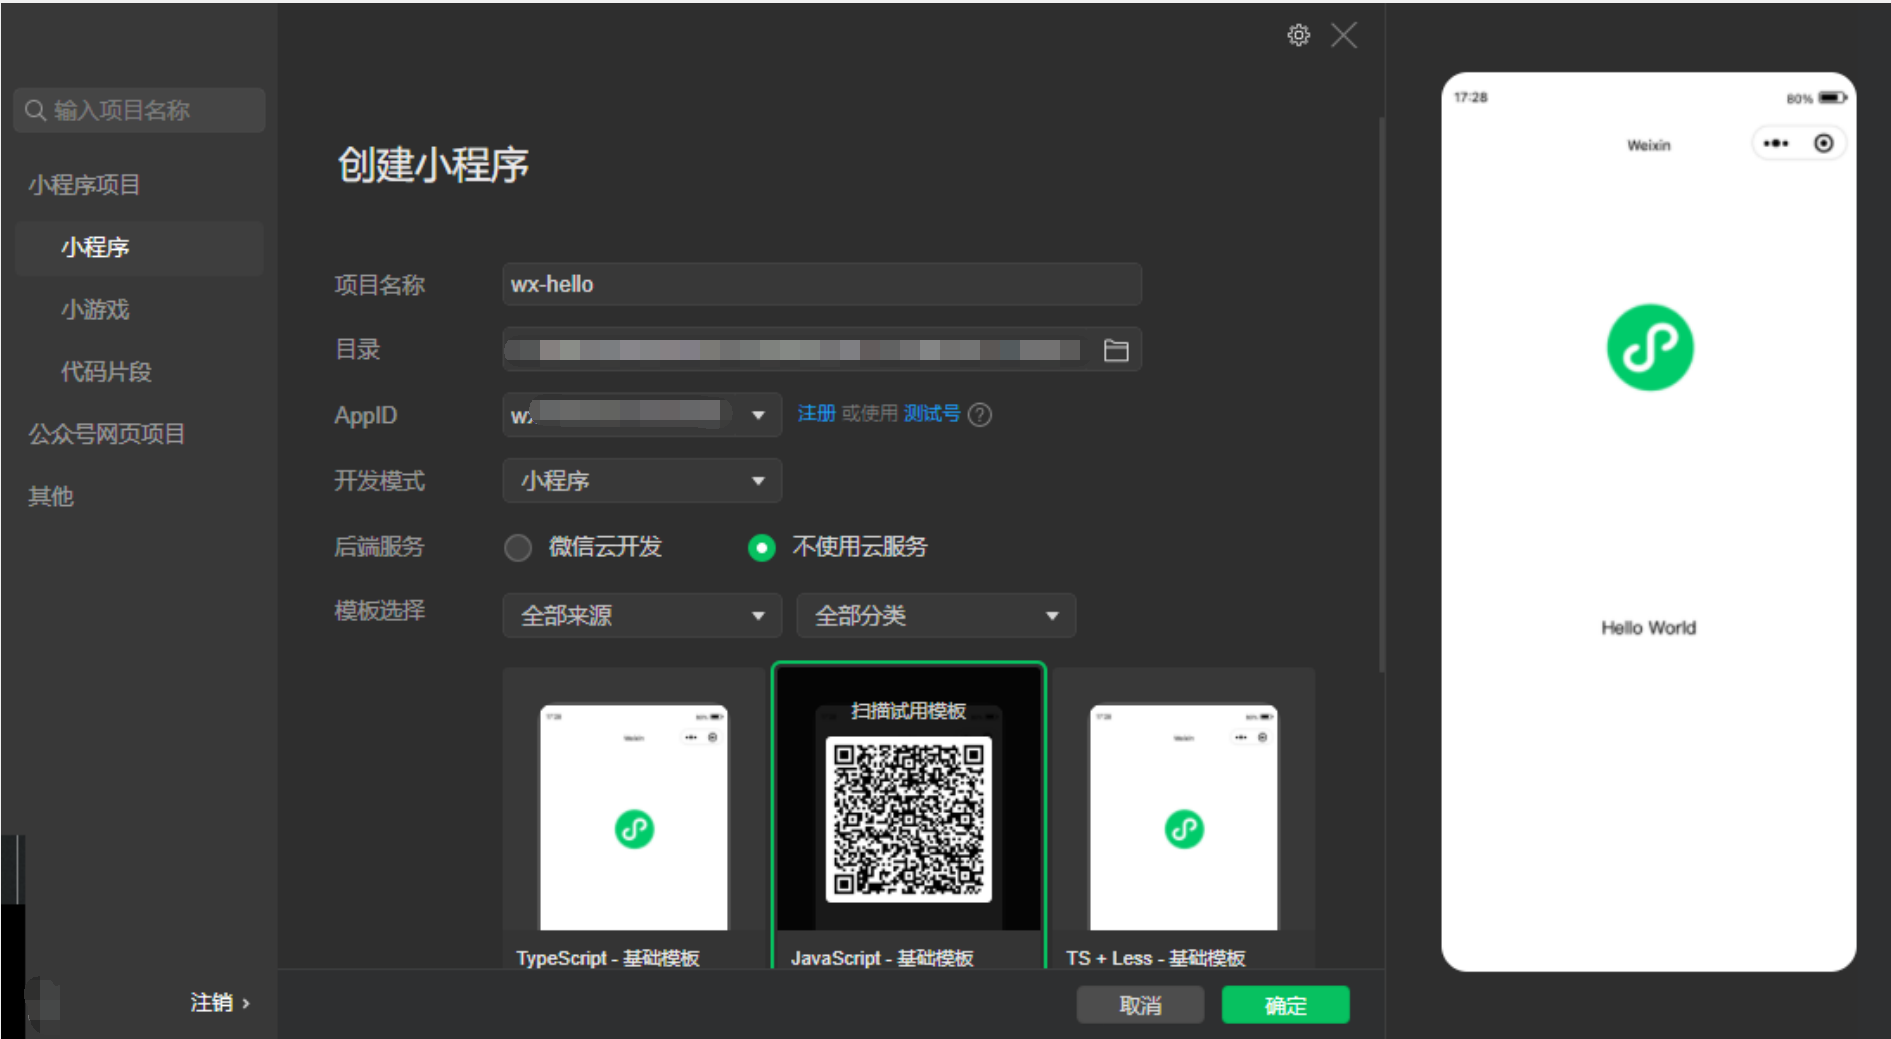 输入项目名称
小程序项目
小程序
小游戏
代码片段
公众号网页项目
其他
注销 ›
创建小程序
项目名称 wx-hello
目录
AppID 注册 或使用 测试号 ?
开发模式 小程序
后端服务 微信云开发 不使用云服务
模板选择 全部来源 全部分类
扫描试用模板
TypeScript - 基础模板
JavaScript - 基础模板
TS + Less - 基础模板
取消 确定
17:28 80%
Weixin
Hello World